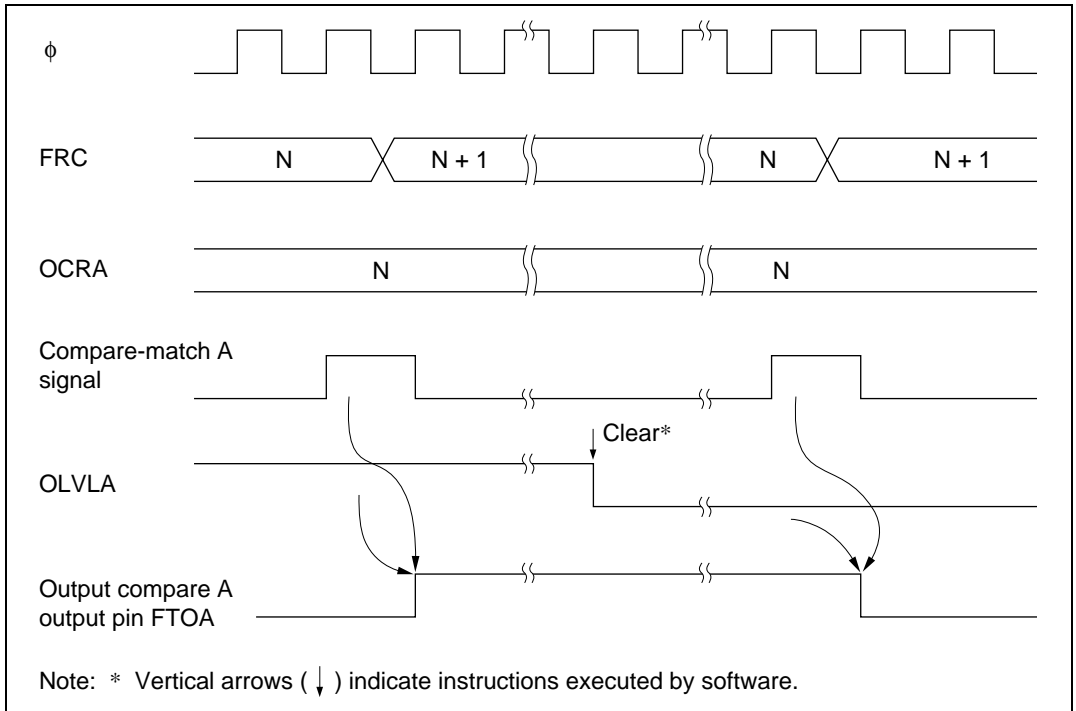 ϕ
FRC
N
N + 1
N
N + 1
OCRA
N
N
Compare-match A
signal
Clear*
OLVLA
Output compare A
output pin FTOA
Note: * Vertical arrows ( ↓ ) indicate instructions executed by software.